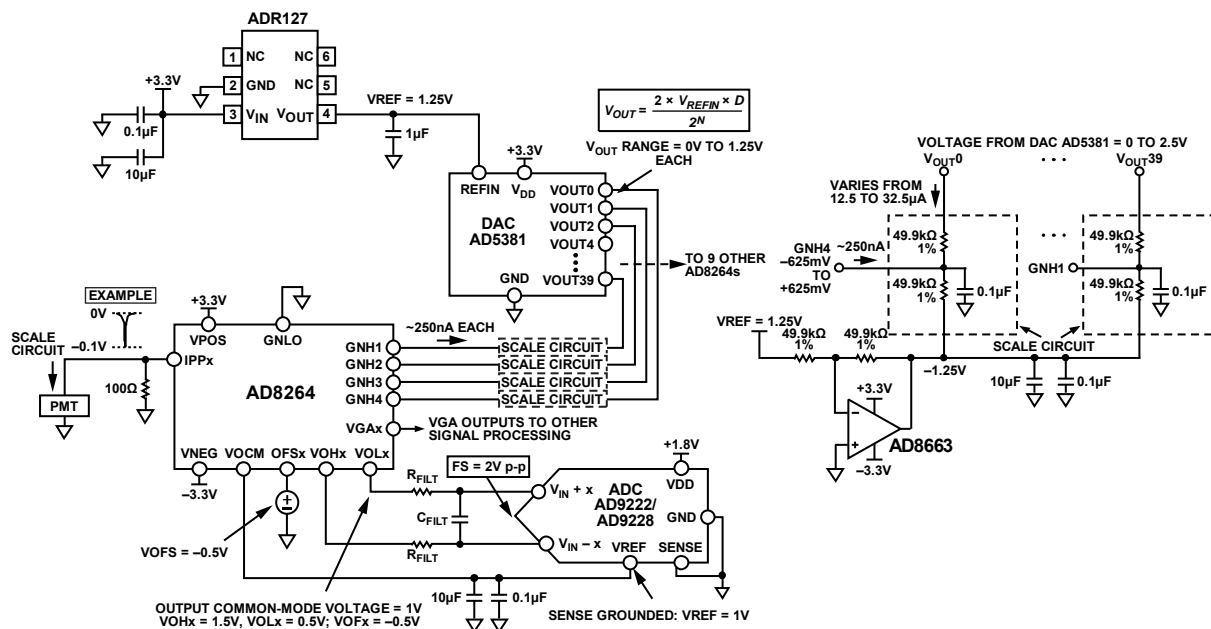 ADR127
1 NC
NC 6
2 GND
NC 5
3 VIN
VOUT 4
+3.3V
0.1µF
10µF
VREF = 1.25V
1µF
VOUT = 2 × VREFIN × D / 2^N
VOUT RANGE = 0V TO 1.25V
EACH
+3.3V
REFIN
VDD
DAC
AD5381
VOUT0
VOUT1
VOUT2
VOUT4
VOUT39
GND
TO 9 OTHER
AD8264s
VOLTAGE FROM DAC AD5381 = 0 TO 2.5V
VOUT0
VOUT39
VARIES FROM
12.5 TO 32.5µA
49.9kΩ
1%
49.9kΩ
1%
GNH4
–625mV
TO
+625mV
~250nA
49.9kΩ
1%
0.1µF
GNH1
49.9kΩ
1%
0.1µF
VREF = 1.25V
49.9kΩ
1%
49.9kΩ
1%
SCALE CIRCUIT
–1.25V
10µF
0.1µF
+3.3V
–
+
AD8663
–3.3V
EXAMPLE
0V
–0.1V
SCALE
CIRCUIT
PMT
100Ω
IPPx
+3.3V
VPOS
GNLO
AD8264
GNH1
GNH2
GNH3
GNH4
VGAx
~250nA EACH
SCALE CIRCUIT
SCALE CIRCUIT
SCALE CIRCUIT
SCALE CIRCUIT
VGA OUTPUTS TO OTHER
SIGNAL PROCESSING
VNEG
VOCM
OFSx
VOHx
VOLx
–3.3V
VOFS = –0.5V
RFILT
CFILT
RFILT
FS = 2V p-p
VIN + x
VIN – x
ADC
AD9222/
AD9228
+1.8V
VDD
GND
VREF
SENSE
10µF
0.1µF
OUTPUT COMMON-MODE VOLTAGE = 1V
VOHx = 1.5V, VOLx = 0.5V; VOFx = –0.5V
SENSE GROUNDED: VREF = 1V